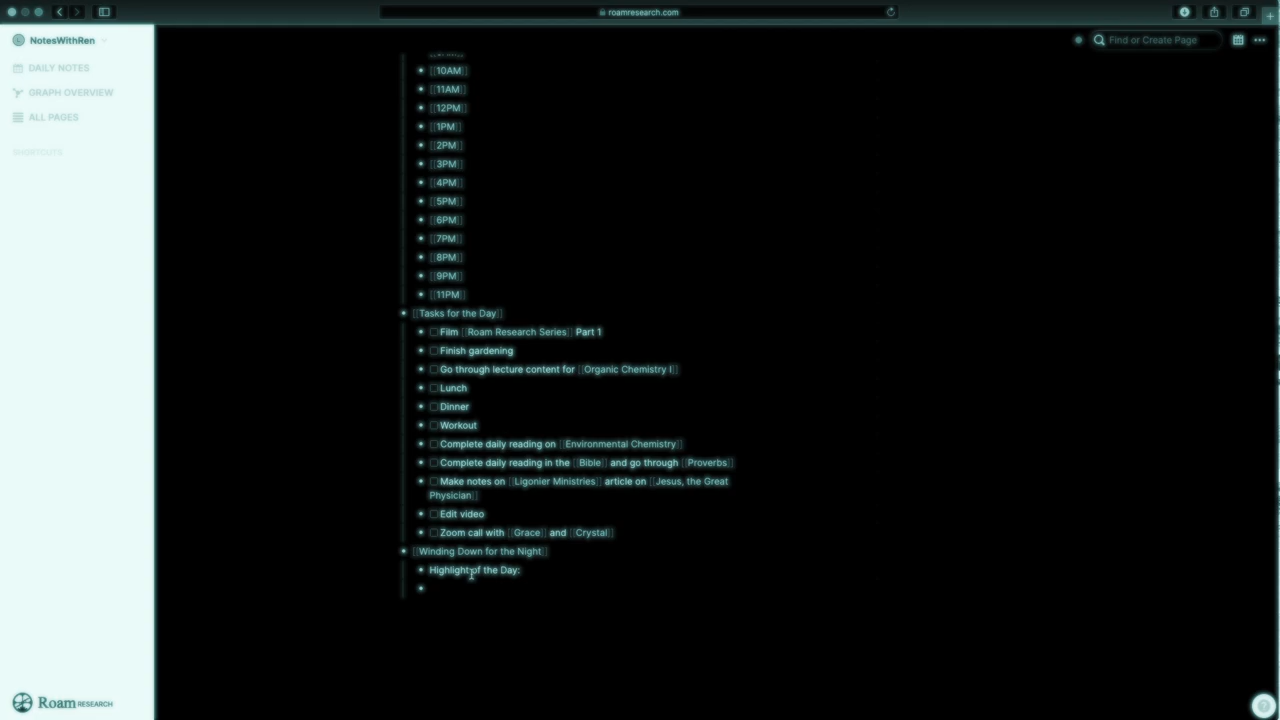 roamresearch.com
NotesWithRen
Find or Create Page
DAILY NOTES
GRAPH OVERVIEW
ALL PAGES
SHORTCUTS
[[10AM]]
[[11AM]]
[[12PM]]
[[1PM]]
[[2PM]]
[[3PM]]
[[4PM]]
[[5PM]]
[[6PM]]
[[7PM]]
[[8PM]]
[[9PM]]
[[11PM]]
[[Tasks for the Day]]
Film [[Roam Research Series]] Part 1
Finish gardening
Go through lecture content for [[Organic Chemistry I]]
Lunch
Dinner
Workout
Complete daily reading on [[Environmental Chemistry]]
Complete daily reading in the [[Bible]] and go through [[Proverbs]]
Make notes on [[Ligonier Ministries]] article on [[Jesus, the Great
Physician]]
Edit video
Zoom call with [[Grace]] and [[Crystal]]
[[Winding Down for the Night]]
Highlight of the Day:
Roam RESEARCH
?